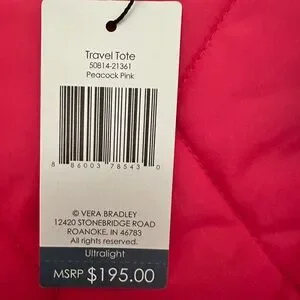 Travel Tote
50814-21361
Peacock Pink
8 86003 78543 0
© VERA BRADLEY
12420 STONEBRIDGE ROAD
ROANOKE, IN 46783
All rights reserved.
Ultralight
MSRP $195.00